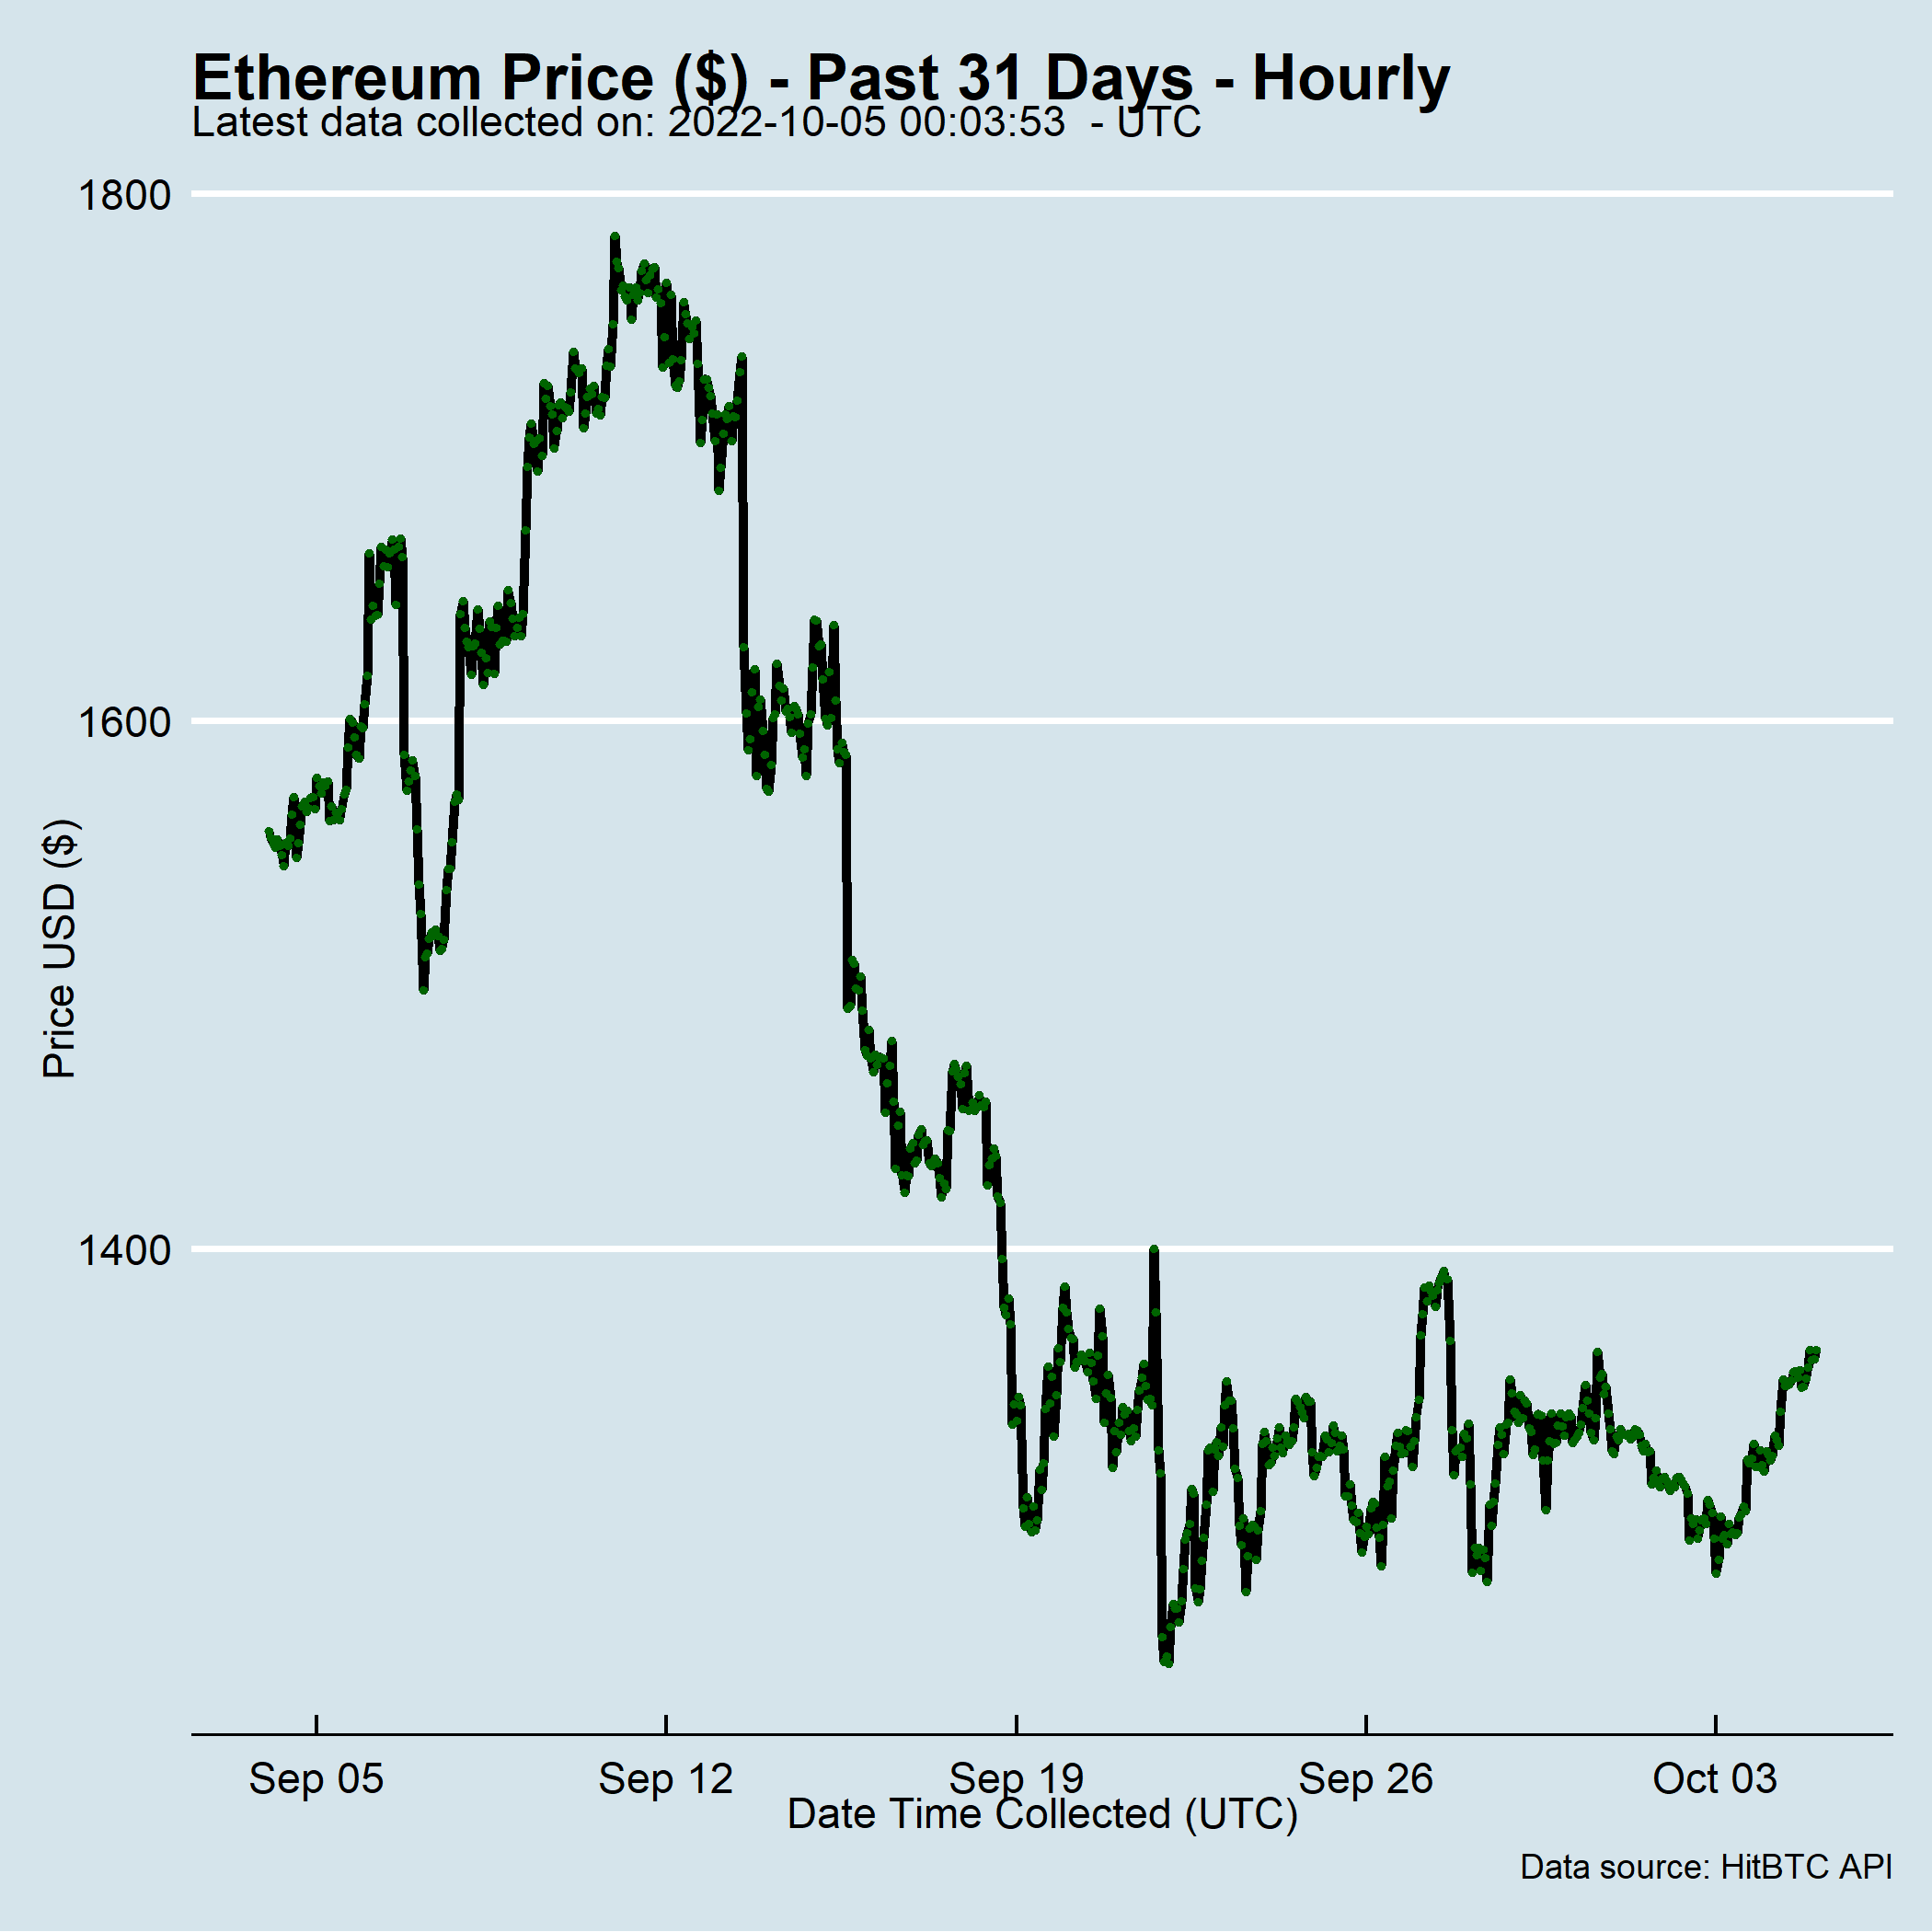 Ethereum Price ($) - Past 31 Days - Hourly
Latest data collected on: 2022-10-05 00:03:53  - UTC
1800
1600
1400
Price USD ($)
Sep 05
Sep 12
Sep 19
Sep 26
Oct 03
Date Time Collected (UTC)
Data source: HitBTC API